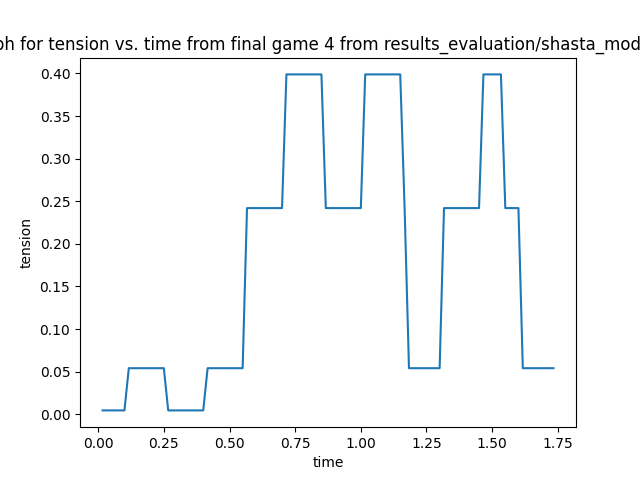 for tension vs. time from final game 4 from results_evaluation/shasta_mod
0.40
0.35
0.30
0.25
0.20
0.15
0.10
0.05
0.00
tension
0.00 0.25 0.50 0.75 1.00 1.25 1.50 1.75
time